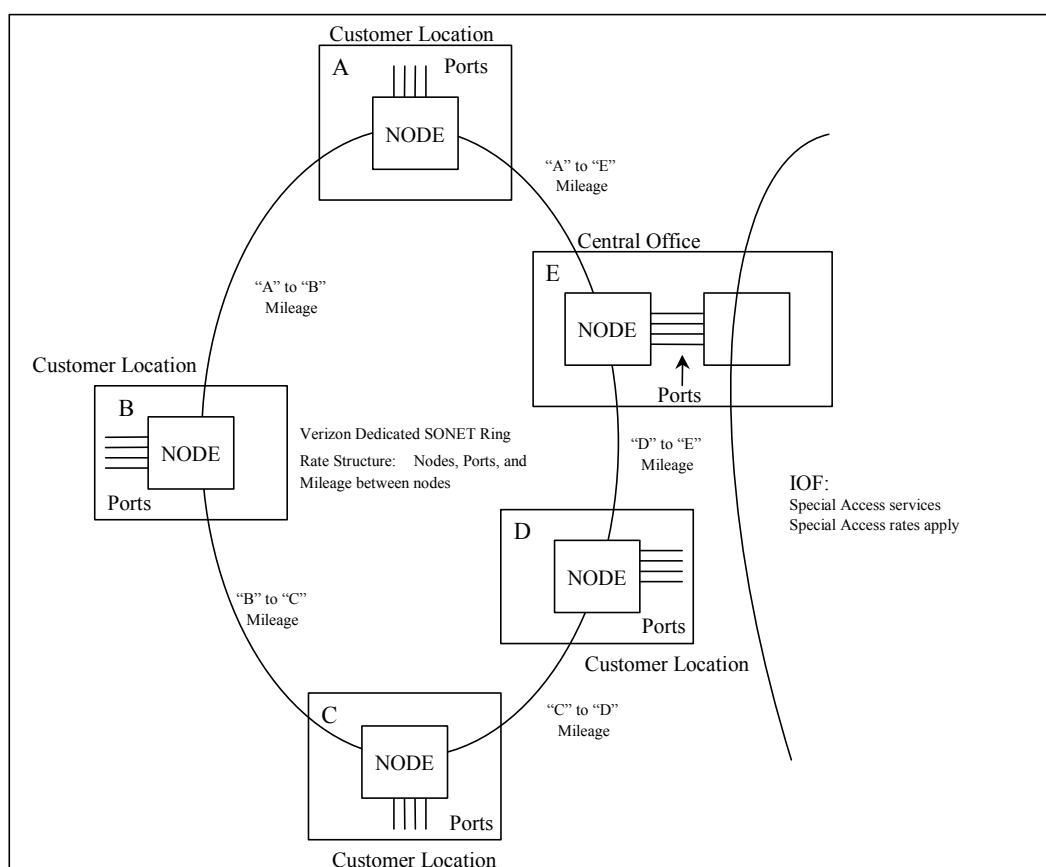 Customer Location
A
Ports
NODE
“A” to “E”
Mileage
Central Office
E
NODE
Ports
“A” to “B”
Mileage
Customer Location
B
NODE
Ports
Verizon Dedicated SONET Ring
Rate Structure: Nodes, Ports, and
Mileage between nodes
“D” to “E”
Mileage
IOF:
Special Access services
Special Access rates apply
D
NODE
Ports
Customer Location
“B” to “C”
Mileage
“C” to “D”
Mileage
C
NODE
Ports
Customer Location